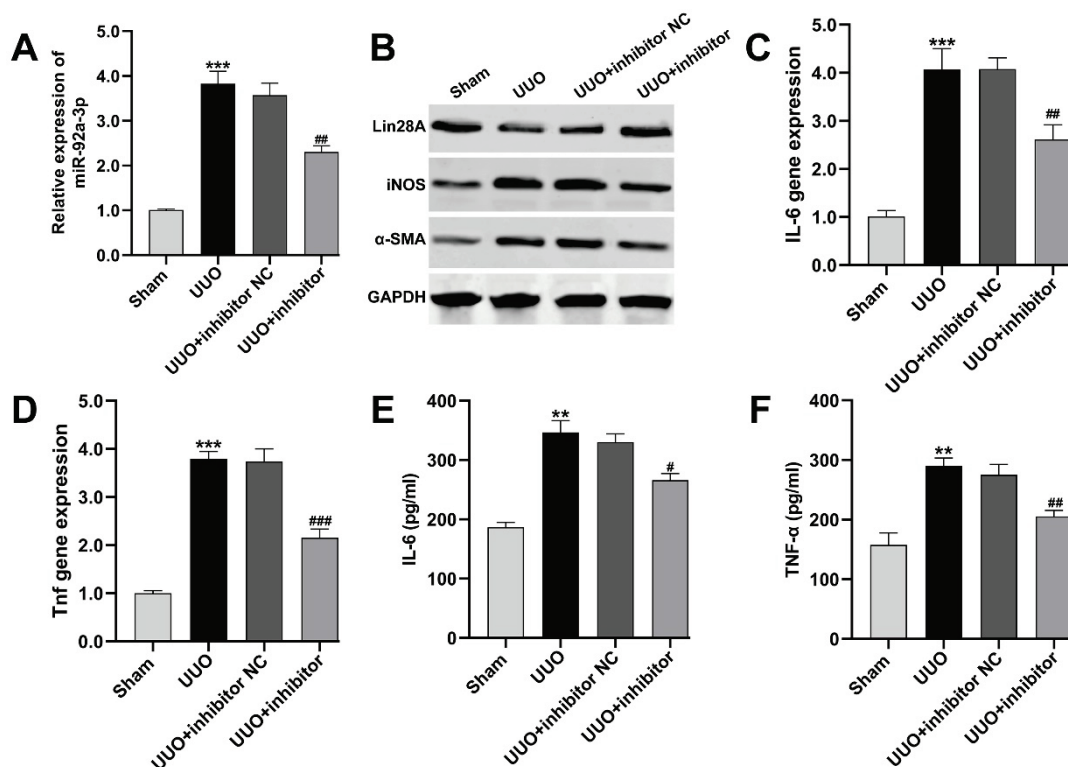 A
Relative expression of
miR-92a-3p
5.0
4.0
3.0
2.0
1.0
0.0
***
##
Sham
UUO
UUO+inhibitor NC
UUO+inhibitor
B
Sham
UUO
UUO+inhibitor NC
UUO+inhibitor
Lin28A
iNOS
α-SMA
GAPDH
C
IL-6 gene expression
5.0
4.0
3.0
2.0
1.0
0.0
***
##
Sham
UUO
UUO+inhibitor NC
UUO+inhibitor
D
Tnf gene expression
5.0
4.0
3.0
2.0
1.0
0.0
***
###
Sham
UUO
UUO+inhibitor NC
UUO+inhibitor
E
IL-6 (pg/ml)
400
300
200
100
0
**
#
Sham
UUO
UUO+inhibitor NC
UUO+inhibitor
F
TNF-α (pg/ml)
400
300
200
100
0
**
##
Sham
UUO
UUO+inhibitor NC
UUO+inhibitor